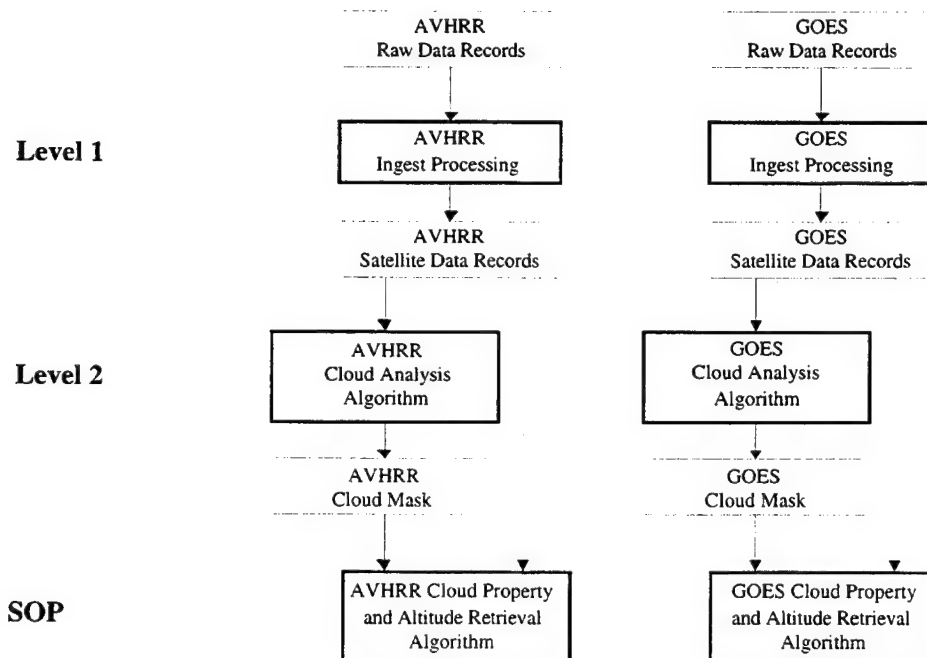 AVHRR
Raw Data Records
GOES
Raw Data Records
Level 1
AVHRR
Ingest Processing
GOES
Ingest Processing
AVHRR
Satellite Data Records
GOES
Satellite Data Records
Level 2
AVHRR
Cloud Analysis
Algorithm
GOES
Cloud Analysis
Algorithm
AVHRR
Cloud Mask
GOES
Cloud Mask
SOP
AVHRR Cloud Property
and Altitude Retrieval
Algorithm
GOES Cloud Property
and Altitude Retrieval
Algorithm